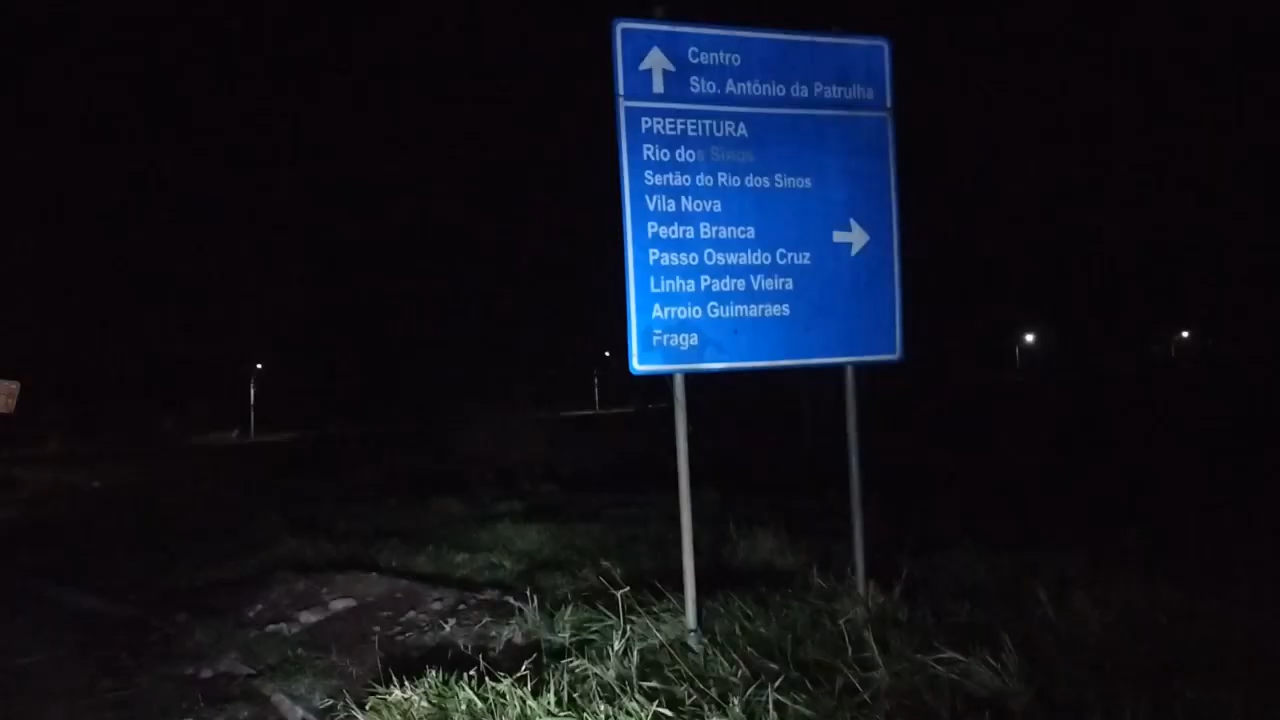 Centro
Sto. Antônio da Patrulha
PREFEITURA
Rio dos Sinos
Sertão do Rio dos Sinos
Vila Nova
Pedra Branca
Passo Oswaldo Cruz
Linha Padre Vieira
Arroio Guimarães
Fraga